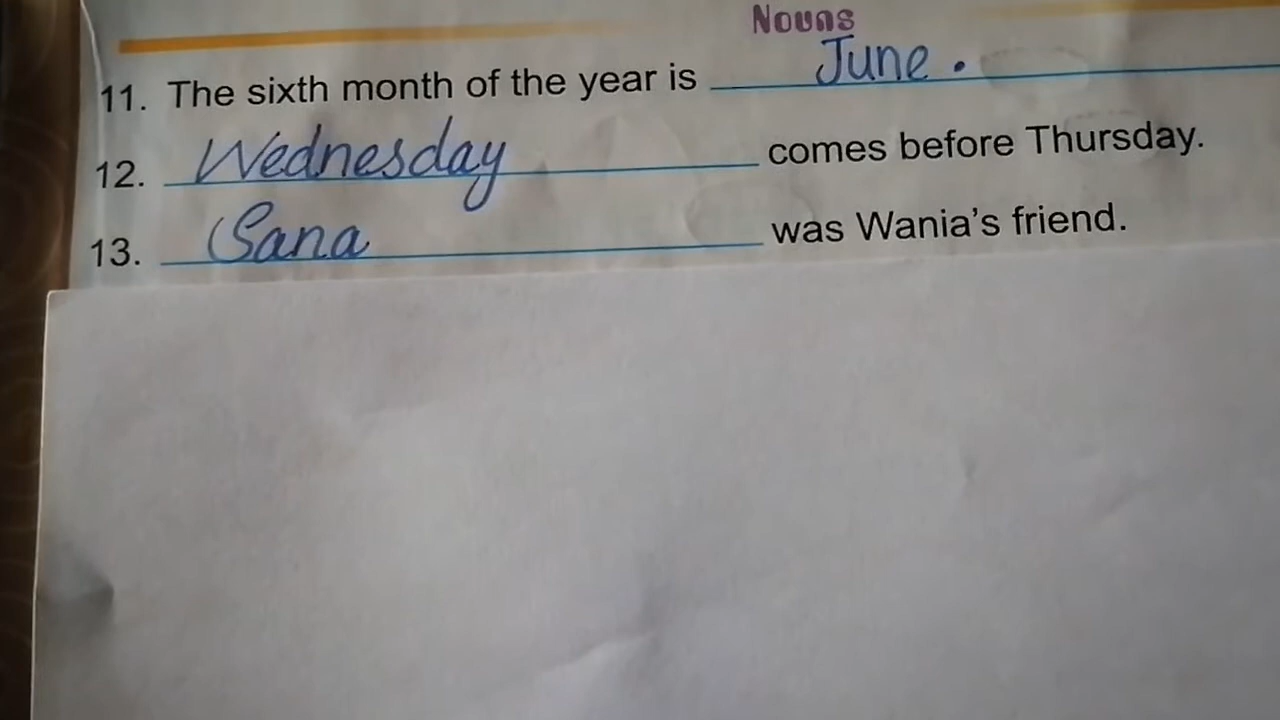 Nouns
11. The sixth month of the year is June.
12. Wednesday comes before Thursday.
13. Sana was Wania's friend.